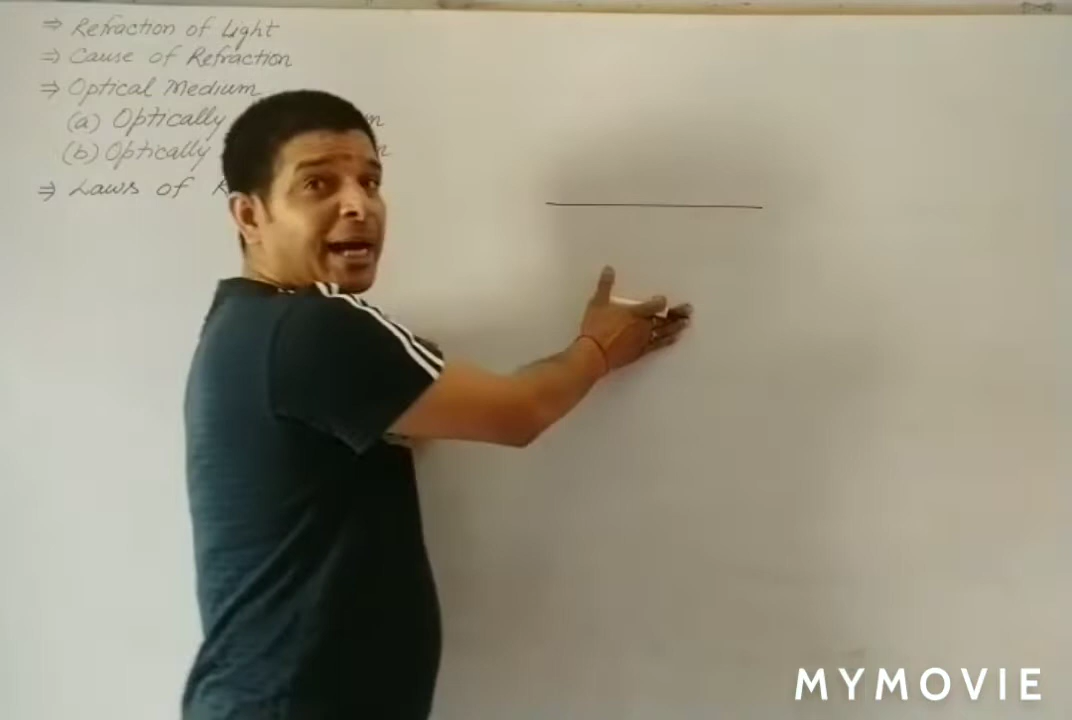 ⇒ Refraction of Light
⇒ Cause of Refraction
⇒ Optical Medium
(a) Optically
(b) Optically
⇒ Laws of
MYMOVIE